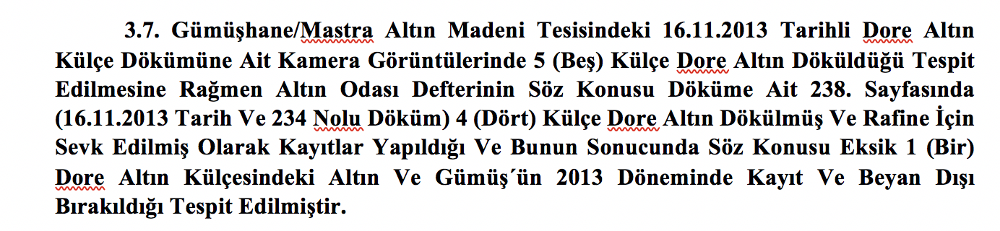 3.7. Gümüşhane/Mastra Altın Madeni Tesisindeki 16.11.2013 Tarihli Dore Altın
Külçe Dökümüne Ait Kamera Görüntülerinde 5 (Beş) Külçe Dore Altın Döküldüğü Tespit
Edilmesine Rağmen Altın Odası Defterinin Söz Konusu Döküme Ait 238. Sayfasında
(16.11.2013 Tarih Ve 234 Nolu Döküm) 4 (Dört) Külçe Dore Altın Dökülmüş Ve Rafine İçin
Sevk Edilmiş Olarak Kayıtlar Yapıldığı Ve Bunun Sonucunda Söz Konusu Eksik 1 (Bir)
Dore Altın Külçesindeki Altın Ve Gümüş´ün 2013 Döneminde Kayıt Ve Beyan Dışı
Bırakıldığı Tespit Edilmiştir.